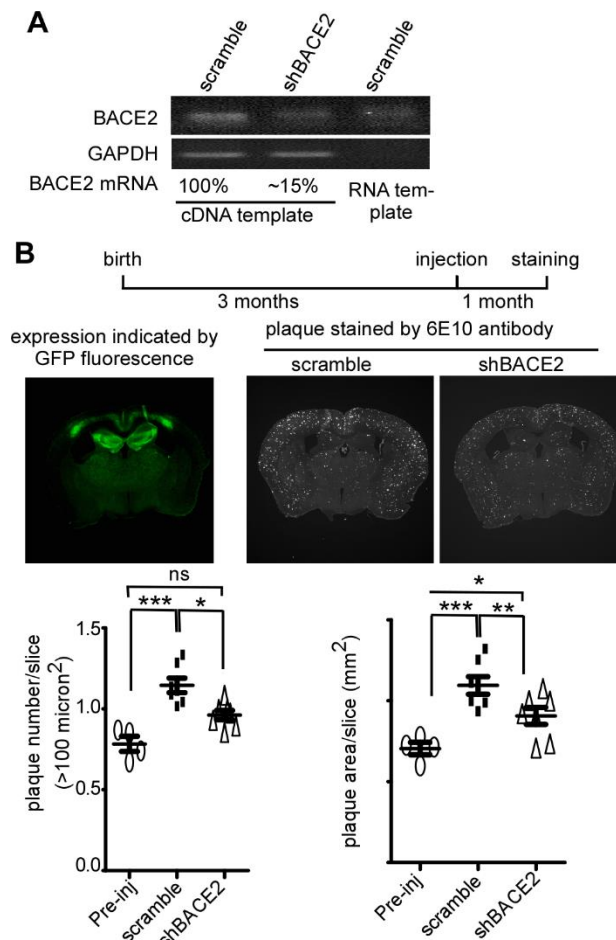 A
scramble
shBACE2
scramble
BACE2
GAPDH
BACE2 mRNA 100% ~15% RNA tem-
cDNA template plate
B
birth injection staining
3 months 1 month
expression indicated by
GFP fluorescence
plaque stained by 6E10 antibody
scramble shBACE2
ns
*** *
plaque number/slice
(>100 micron2)
1.5
1.0
0.5
0.0
Pre-inj
scramble
shBACE2
*
*** **
plaque area/slice (mm2)
Pre-inj
scramble
shBACE2